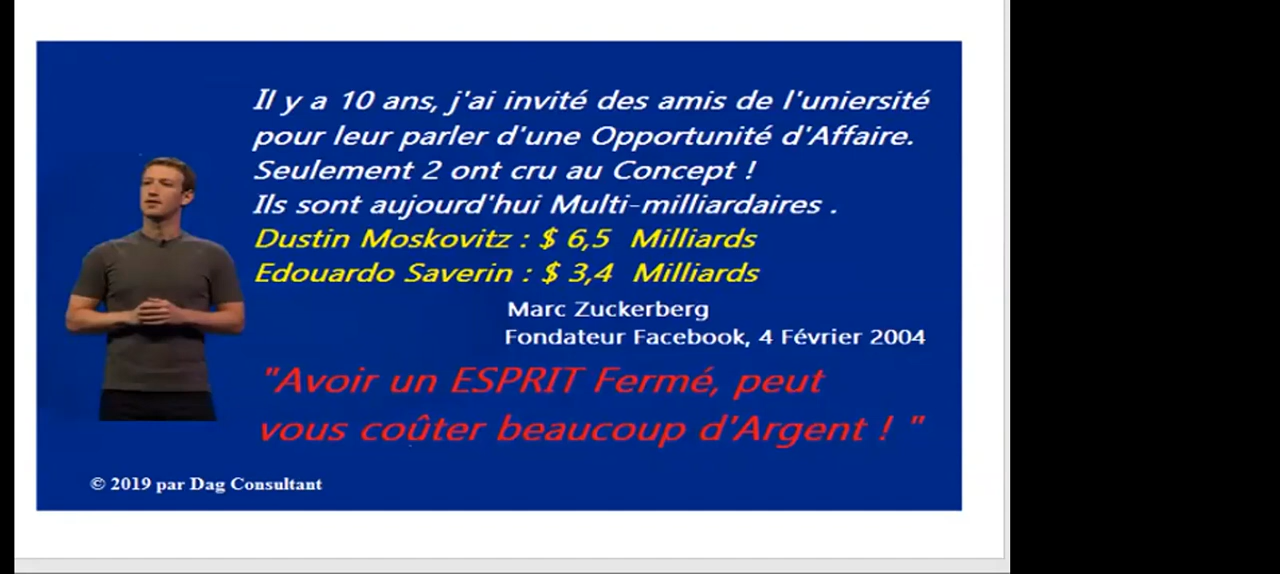 Il y a 10 ans, j'ai invité des amis de l'uniersité
pour leur parler d'une Opportunité d'Affaire.
Seulement 2 ont cru au Concept !
Ils sont aujourd'hui Multi-milliardaires .
Dustin Moskovitz : $ 6,5 Milliards
Edouardo Saverin : $ 3,4 Milliards
Marc Zuckerberg
Fondateur Facebook, 4 Février 2004
"Avoir un ESPRIT Fermé, peut
vous coûter beaucoup d'Argent ! "
© 2019 par Dag Consultant